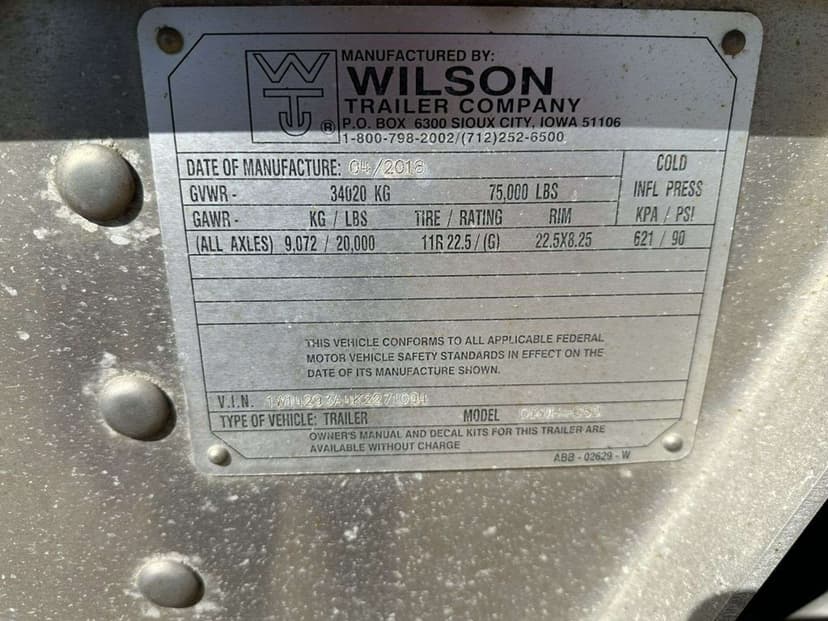 WTC ®
MANUFACTURED BY:
WILSON
TRAILER COMPANY
P.O. BOX 6300 SIOUX CITY, IOWA 51106
1-800-798-2002/(712)252-6500
DATE OF MANUFACTURE: 04/2018
COLD
INFL PRESS
KPA / PSI
GVWR - 34020 KG 75,000 LBS
GAWR - KG / LBS TIRE / RATING RIM
(ALL AXLES) 9,072 / 20,000 11R 22.5 / (G) 22.5X8.25 621 / 90
THIS VEHICLE CONFORMS TO ALL APPLICABLE FEDERAL
MOTOR VEHICLE SAFETY STANDARDS IN EFFECT ON THE
DATE OF ITS MANUFACTURE SHOWN.
V.I.N.
TYPE OF VEHICLE: TRAILER MODEL
OWNER'S MANUAL AND DECAL KITS FOR THIS TRAILER ARE
AVAILABLE WITHOUT CHARGE
ABB - 02629 - W